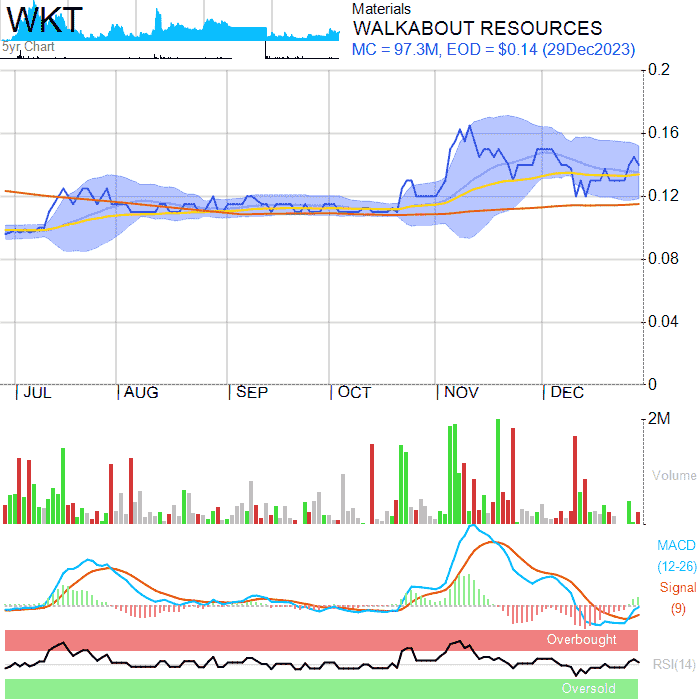 WKT
5yr Chart
Materials
WALKABOUT RESOURCES
MC = 97.3M, EOD = $0.14 (29Dec2023)
0.2
0.16
0.12
0.08
0.04
0
JUL AUG SEP OCT NOV DEC
2M
Volume
MACD
(12-26)
Signal
(9)
Overbought
RSI(14)
Oversold